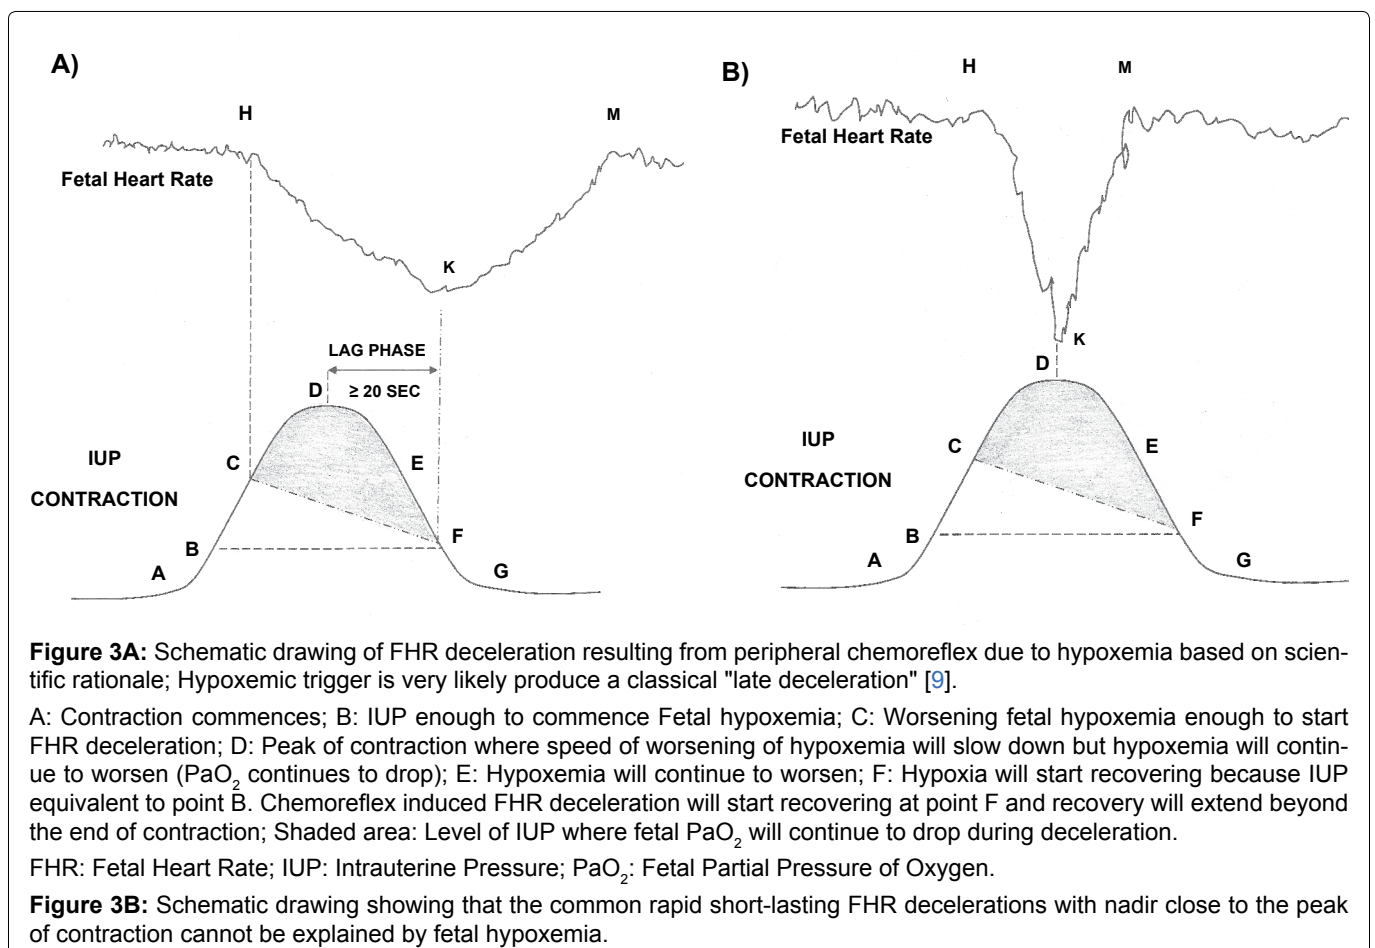 A)
H
M
Fetal Heart Rate
K
LAG PHASE
≥ 20 SEC
D
IUP
CONTRACTION
C
E
B
F
A
G
B)
H
M
Fetal Heart Rate
K
D
IUP
CONTRACTION
C
E
B
F
A
G
Figure 3A: Schematic drawing of FHR deceleration resulting from peripheral chemoreflex due to hypoxemia based on scien-
tific rationale; Hypoxemic trigger is very likely produce a classical "late deceleration" [9].
A: Contraction commences; B: IUP enough to commence Fetal hypoxemia; C: Worsening fetal hypoxemia enough to start
FHR deceleration; D: Peak of contraction where speed of worsening of hypoxemia will slow down but hypoxemia will contin-
ue to worsen (PaO2 continues to drop); E: Hypoxemia will continue to worsen; F: Hypoxia will start recovering because IUP
equivalent to point B. Chemoreflex induced FHR deceleration will start recovering at point F and recovery will extend beyond
the end of contraction; Shaded area: Level of IUP where fetal PaO2 will continue to drop during deceleration.
FHR: Fetal Heart Rate; IUP: Intrauterine Pressure; PaO2: Fetal Partial Pressure of Oxygen.
Figure 3B: Schematic drawing showing that the common rapid short-lasting FHR decelerations with nadir close to the peak
of contraction cannot be explained by fetal hypoxemia.